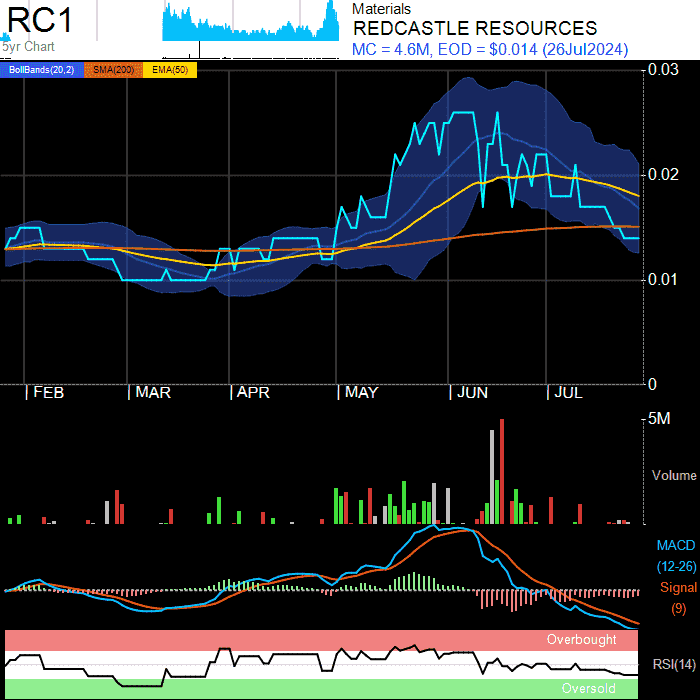 RC1
5yr Chart
Materials
REDCASTLE RESOURCES
MC = 4.6M, EOD = $0.014 (26Jul2024)
BollBands(20,2) SMA(200) EMA(50)
0.03
0.02
0.01
0
FEB MAR APR MAY JUN JUL
5M
Volume
MACD
(12-26)
Signal
(9)
Overbought
RSI(14)
Oversold